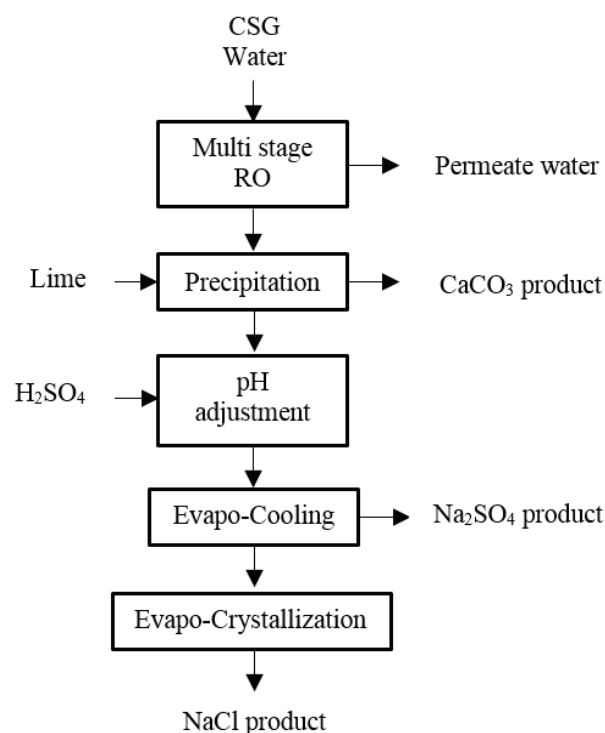 CSG
Water
Multi stage
RO
Permeate water
Lime
Precipitation
CaCO₃ product
H₂SO₄
pH
adjustment
Evapo-Cooling
Na₂SO₄ product
Evapo-Crystallization
NaCl product